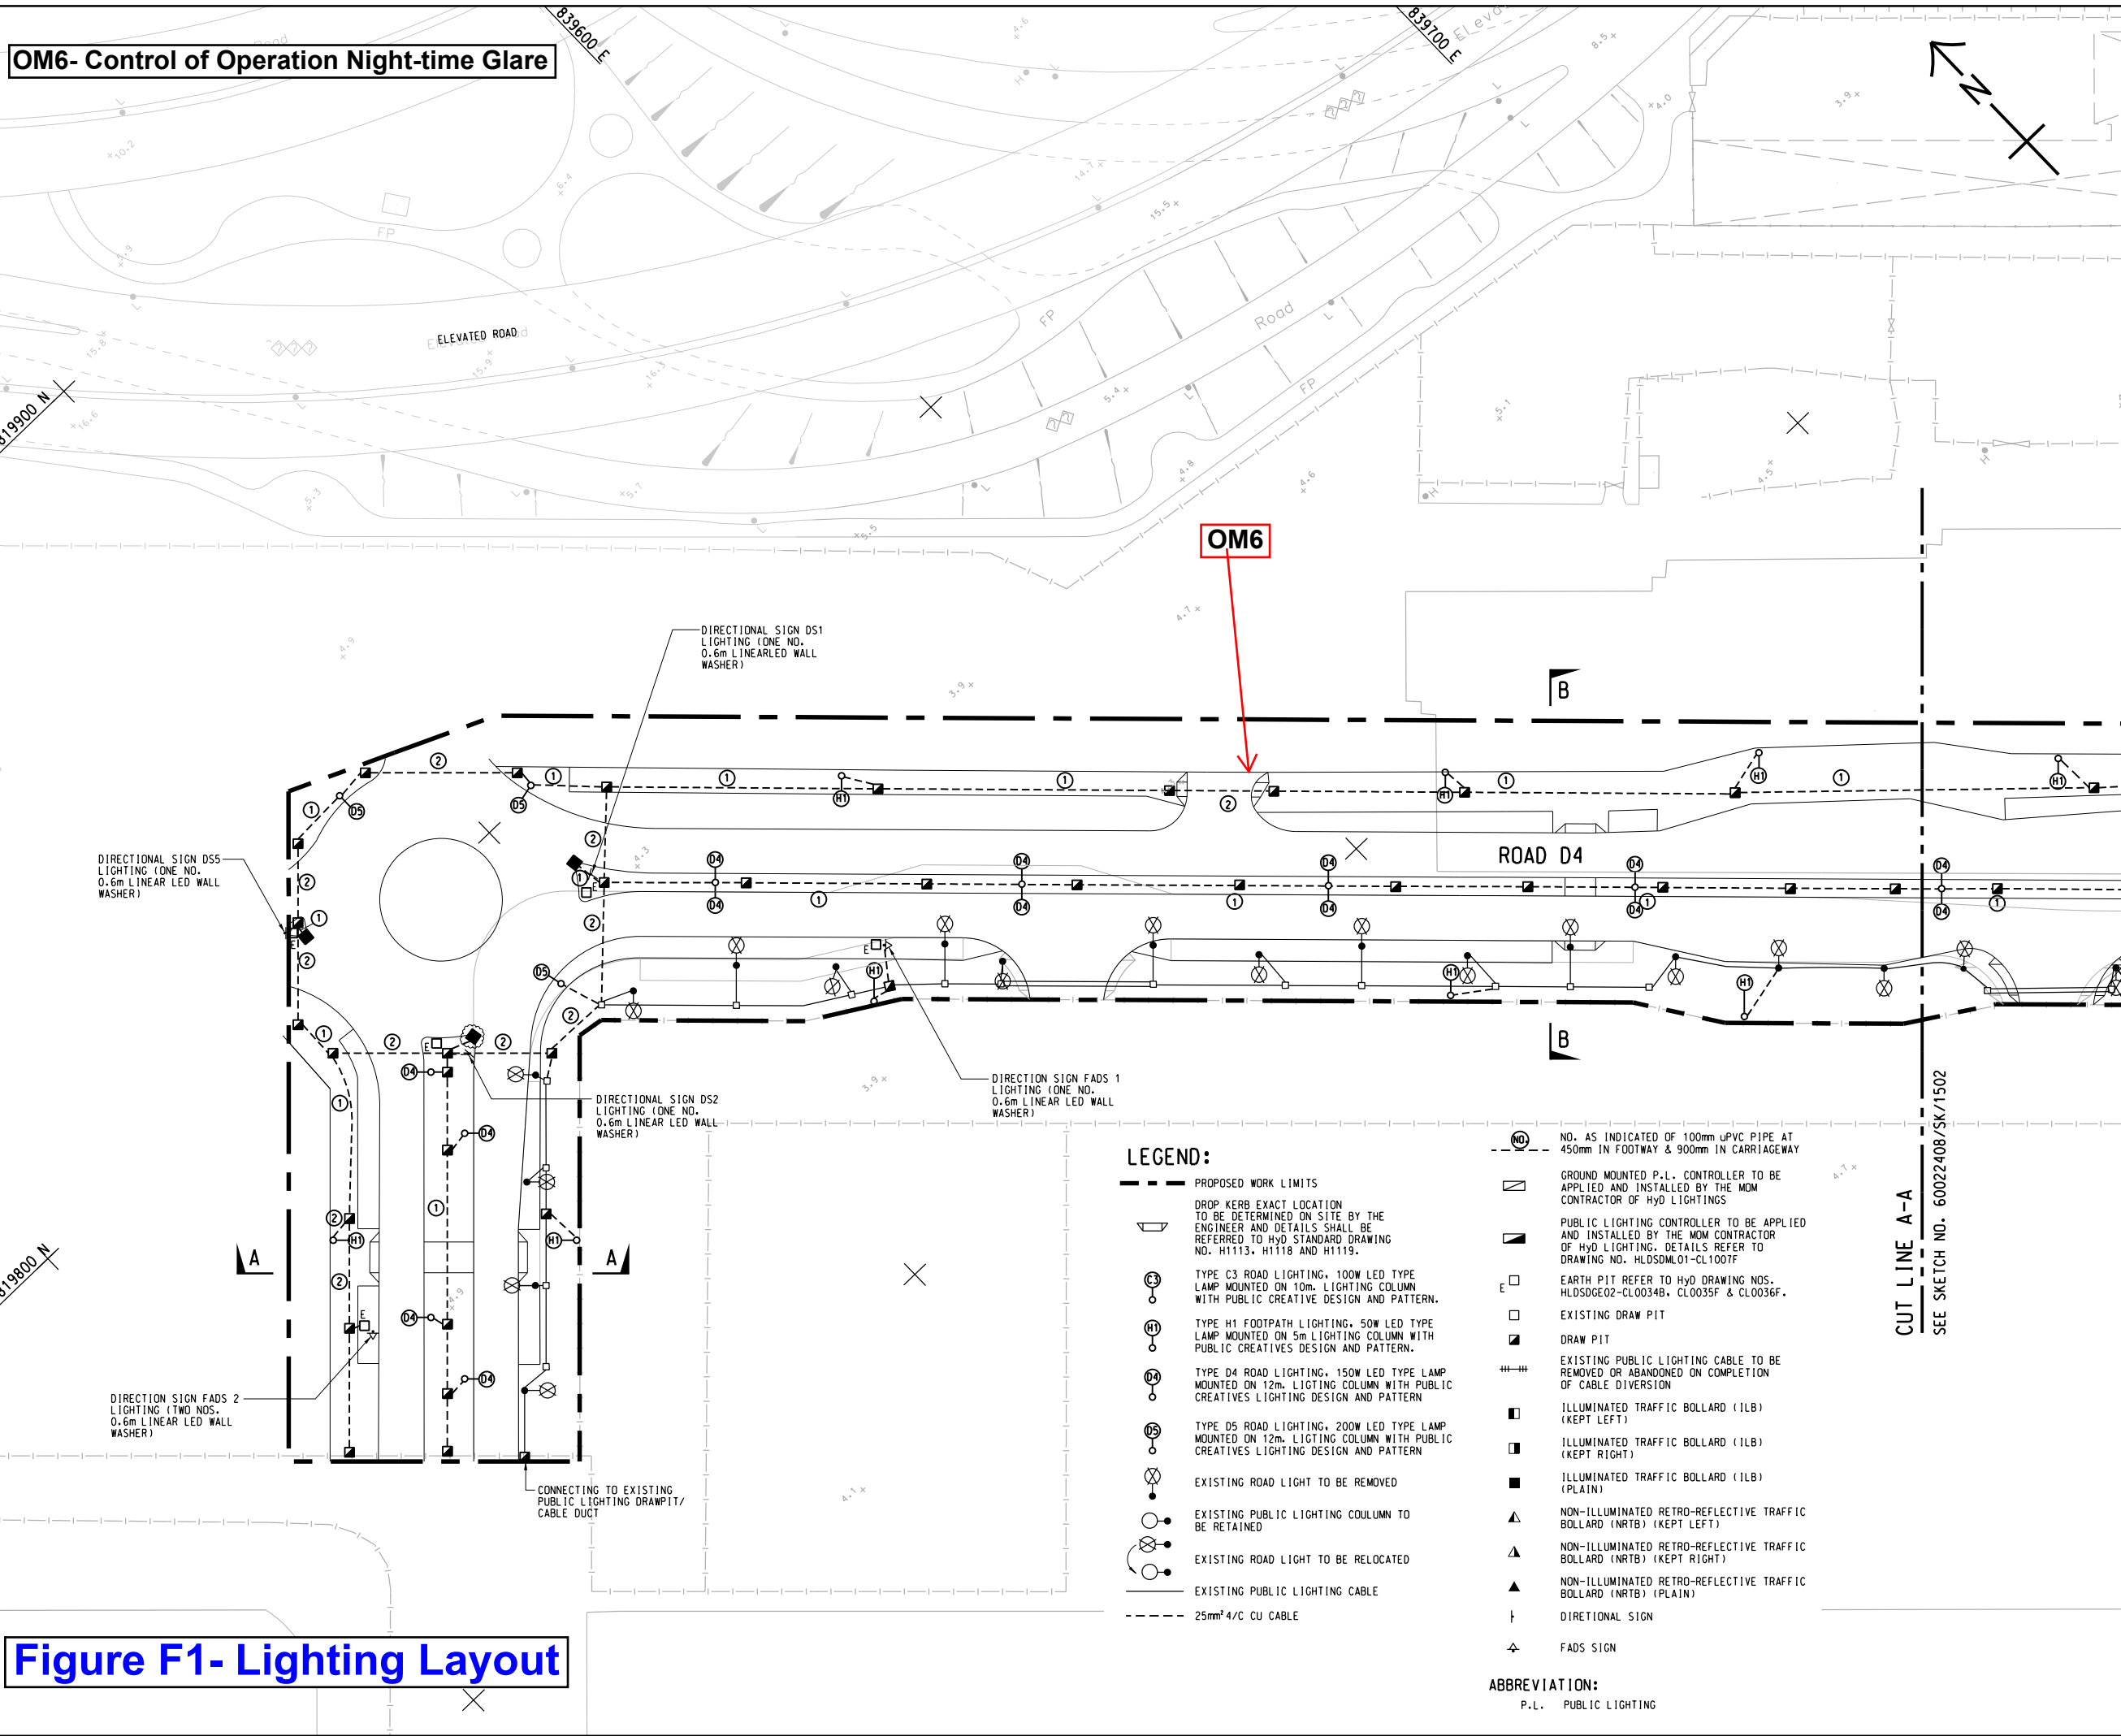 OM6- Control of Operation Night-time Glare
839600 E
839700 E
Elevated Road
N
FP
ELEVATED ROAD
FP
Road
FP
819900 N
OM6
DIRECTIONAL SIGN DS1
LIGHTING (ONE NO.
0.6m LINEARLED WALL
WASHER)
B
DIRECTIONAL SIGN DS5
LIGHTING (ONE NO.
0.6m LINEAR LED WALL
WASHER)
ROAD D4
B
DIRECTION SIGN FADS 1
LIGHTING (ONE NO.
0.6m LINEAR LED WALL
WASHER)
DIRECTIONAL SIGN DS2
LIGHTING (ONE NO.
0.6m LINEAR LED WALL
WASHER)
819800 N
A
A
DIRECTION SIGN FADS 2
LIGHTING (TWO NOS.
0.6m LINEAR LED WALL
WASHER)
CONNECTING TO EXISTING
PUBLIC LIGHTING DRAWPIT/
CABLE DUCT
CUT LINE A-A
SEE SKETCH NO. 60022408/SK/1502
LEGEND:
PROPOSED WORK LIMITS
DROP KERB EXACT LOCATION
TO BE DETERMINED ON SITE BY THE
ENGINEER AND DETAILS SHALL BE
REFERRED TO HyD STANDARD DRAWING
NO. H1113, H1118 AND H1119.
C3
TYPE C3 ROAD LIGHTING, 100W LED TYPE
LAMP MOUNTED ON 10m. LIGHTING COLUMN
WITH PUBLIC CREATIVE DESIGN AND PATTERN.
H1
TYPE H1 FOOTPATH LIGHTING, 50W LED TYPE
LAMP MOUNTED ON 5m LIGHTING COLUMN WITH
PUBLIC CREATIVES DESIGN AND PATTERN.
D4
TYPE D4 ROAD LIGHTING, 150W LED TYPE LAMP
MOUNTED ON 12m. LIGTING COLUMN WITH PUBLIC
CREATIVES LIGHTING DESIGN AND PATTERN
D5
TYPE D5 ROAD LIGHTING, 200W LED TYPE LAMP
MOUNTED ON 12m. LIGTING COLUMN WITH PUBLIC
CREATIVES LIGHTING DESIGN AND PATTERN
EXISTING ROAD LIGHT TO BE REMOVED
EXISTING PUBLIC LIGHTING COULUMN TO
BE RETAINED
EXISTING ROAD LIGHT TO BE RELOCATED
EXISTING PUBLIC LIGHTING CABLE
25mm² 4/C CU CABLE
NO.
NO. AS INDICATED OF 100mm uPVC PIPE AT
450mm IN FOOTWAY & 900mm IN CARRIAGEWAY
GROUND MOUNTED P.L. CONTROLLER TO BE
APPLIED AND INSTALLED BY THE MOM
CONTRACTOR OF HyD LIGHTINGS
PUBLIC LIGHTING CONTROLLER TO BE APPLIED
AND INSTALLED BY THE MOM CONTRACTOR
OF HyD LIGHTING. DETAILS REFER TO
DRAWING NO. HLDSDML01-CL1007F
E
EARTH PIT REFER TO HyD DRAWING NOS.
HLDSDGE02-CL0034B, CL0035F & CL0036F.
EXISTING DRAW PIT
DRAW PIT
EXISTING PUBLIC LIGHTING CABLE TO BE
REMOVED OR ABANDONED ON COMPLETION
OF CABLE DIVERSION
ILLUMINATED TRAFFIC BOLLARD (ILB)
(KEPT LEFT)
ILLUMINATED TRAFFIC BOLLARD (ILB)
(KEPT RIGHT)
ILLUMINATED TRAFFIC BOLLARD (ILB)
(PLAIN)
NON-ILLUMINATED RETRO-REFLECTIVE TRAFFIC
BOLLARD (NRTB) (KEPT LEFT)
NON-ILLUMINATED RETRO-REFLECTIVE TRAFFIC
BOLLARD (NRTB) (KEPT RIGHT)
NON-ILLUMINATED RETRO-REFLECTIVE TRAFFIC
BOLLARD (NRTB) (PLAIN)
DIRETIONAL SIGN
FADS SIGN
ABBREVIATION:
P.L. PUBLIC LIGHTING
Figure F1- Lighting Layout